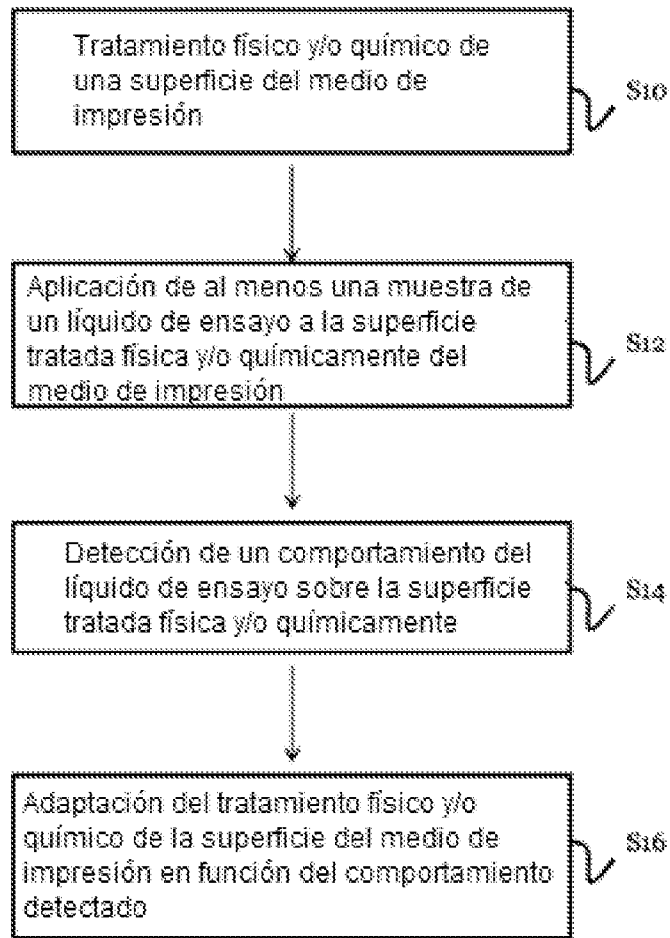 Tratamiento físico y/o químico de
una superficie del medio de
impresión
S10
Aplicación de al menos una muestra de
un líquido de ensayo a la superficie
tratada física y/o químicamente del
medio de impresión
S12
Detección de un comportamiento del
líquido de ensayo sobre la superficie
tratada física y/o químicamente
S14
Adaptación del tratamiento físico y/o
químico de la superficie del medio de
impresión en función del comportamiento
detectado
S16